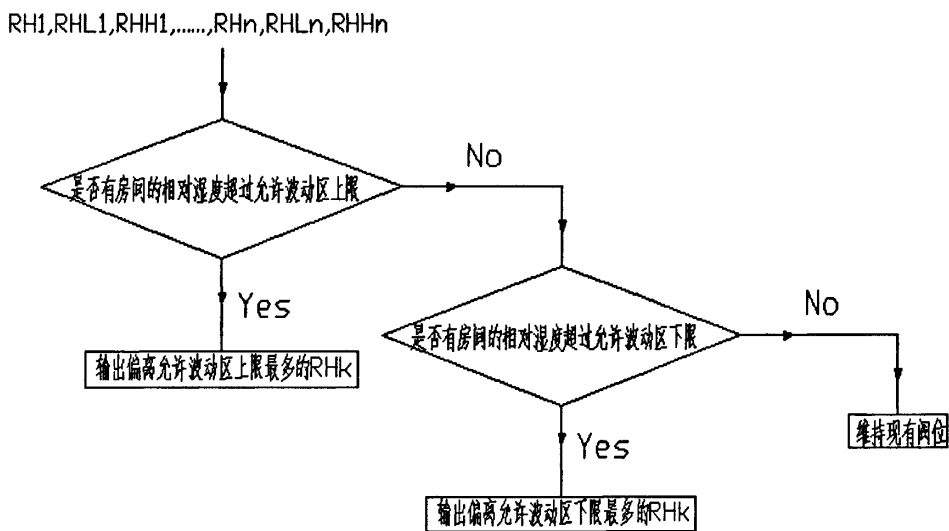 RH1,RHL1,RHH1,......,RHn,RHLn,RHHn
No
是否有房间的相对湿度超过允许波动区上限
Yes
输出偏离允许波动区上限最多的RHk
No
是否有房间的相对湿度超过允许波动区下限
维持现有阀位
Yes
输出偏离允许波动区下限最多的RHk